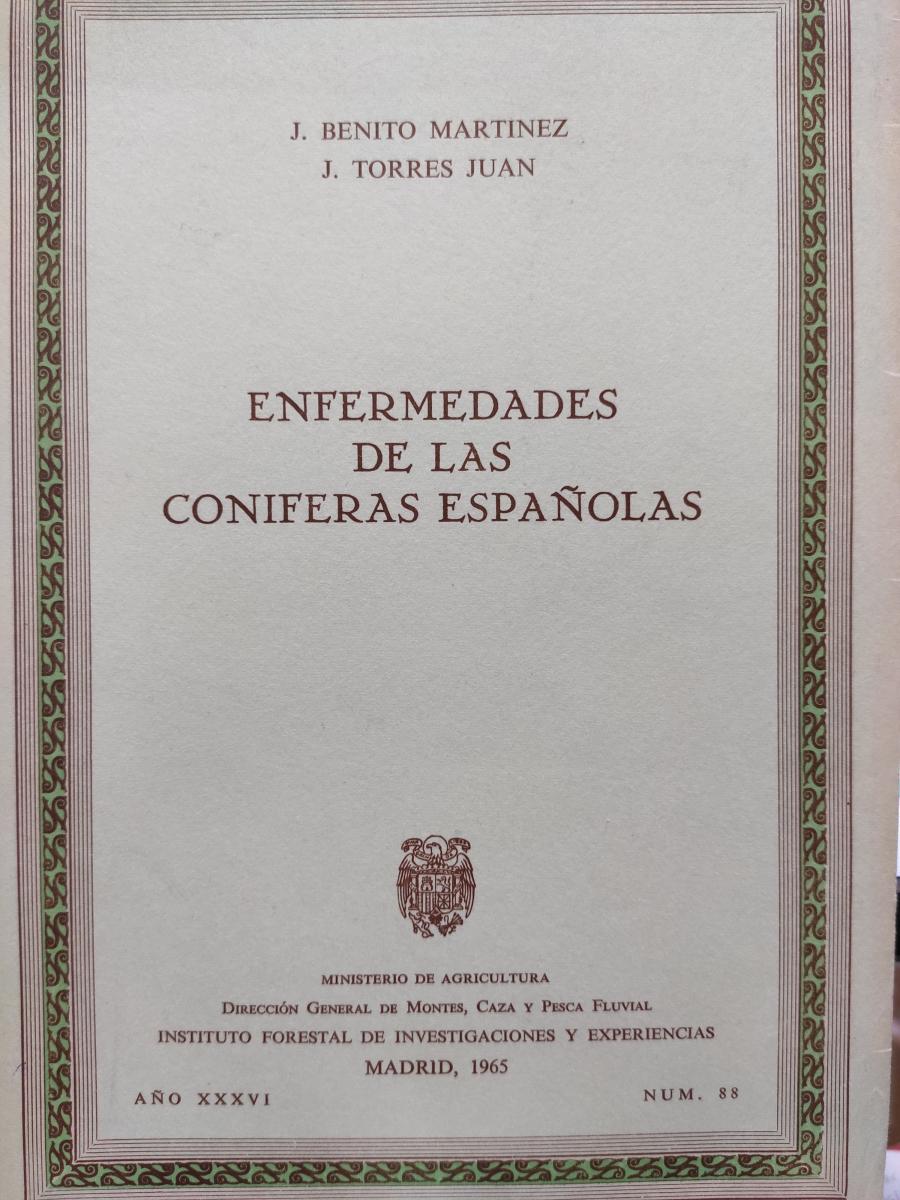 J. BENITO MARTINEZ
J. TORRES JUAN
ENFERMEDADES
DE LAS
CONIFERAS ESPAÑOLAS
MINISTERIO DE AGRICULTURA
DIRECCIÓN GENERAL DE MONTES, CAZA Y PESCA FLUVIAL
INSTITUTO FORESTAL DE INVESTIGACIONES Y EXPERIENCIAS
MADRID, 1965
AÑO XXXVI NUM. 88